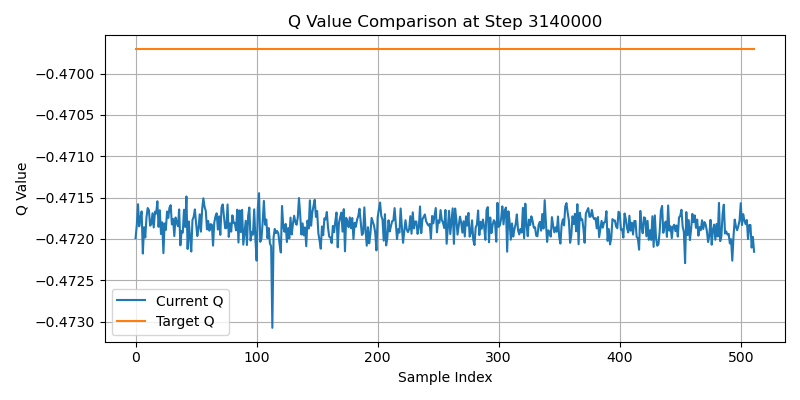 Q Value Comparison at Step 3140000
Q Value
−0.4700
−0.4705
−0.4710
−0.4715
−0.4720
−0.4725
−0.4730
Current Q
Target Q
0 100 200 300 400 500
Sample Index